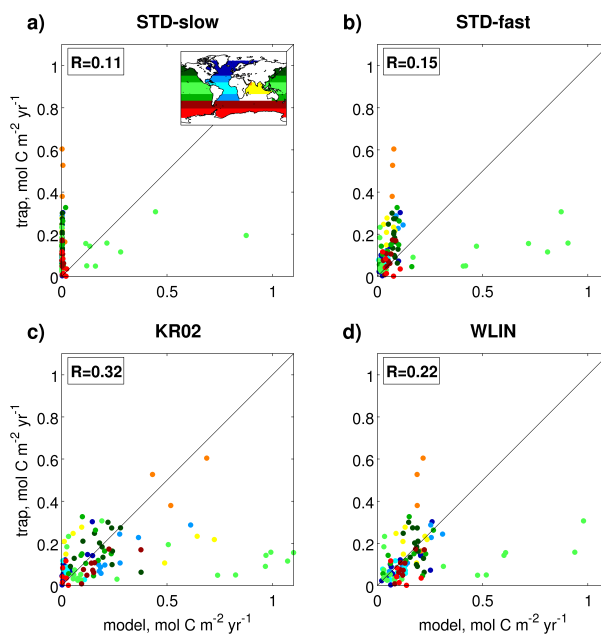 a) STD-slow
R=0.11
trap, mol C m-2 yr-1
1
0.8
0.6
0.4
0.2
0
0 0.5 1
b) STD-fast
R=0.15
1
0.8
0.6
0.4
0.2
0
0 0.5 1
c) KR02
R=0.32
trap, mol C m-2 yr-1
1
0.8
0.6
0.4
0.2
0
0 0.5 1
model, mol C m-2 yr-1
d) WLIN
R=0.22
1
0.8
0.6
0.4
0.2
0
0 0.5 1
model, mol C m-2 yr-1